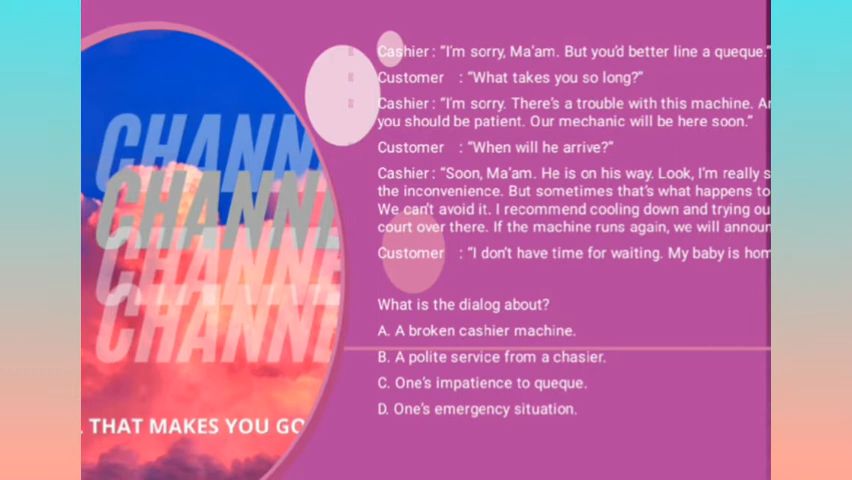 CHANN
CHANNE
CHANNE
CHANNE
THAT MAKES YOU GO
Cashier : “I'm sorry, Ma'am. But you'd better line a queque.”
Customer : “What takes you so long?”
Cashier : “I'm sorry. There's a trouble with this machine.
you should be patient. Our mechanic will be here soon.”
Customer : “When will he arrive?”
Cashier : “Soon, Ma'am. He is on his way. Look, I'm really
the inconvenience. But sometimes that's what happens to
We can't avoid it. I recommend cooling down and trying
court over there. If the machine runs again, we will
Customer : “I don't have time for waiting. My baby is
What is the dialog about?
A. A broken cashier machine.
B. A polite service from a chasier.
C. One's impatience to queque.
D. One's emergency situation.